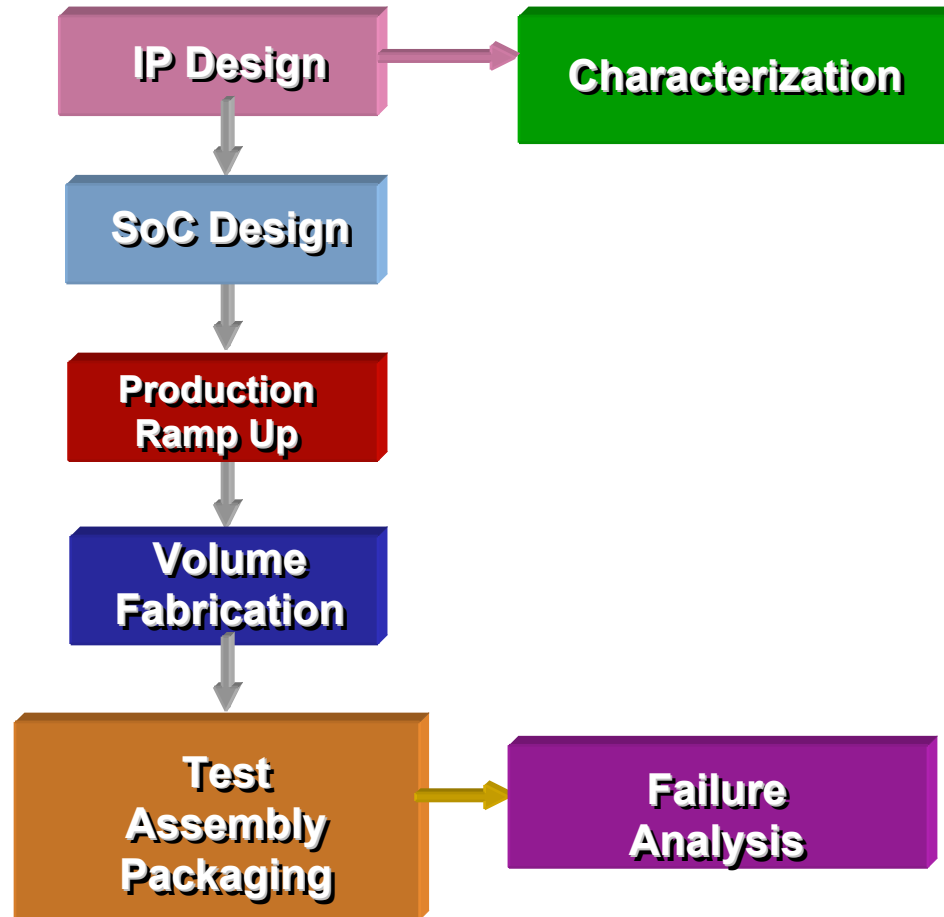 IP Design
Characterization
SoC Design
Production
Ramp Up
Volume
Fabrication
Test
Assembly
Packaging
Failure
Analysis